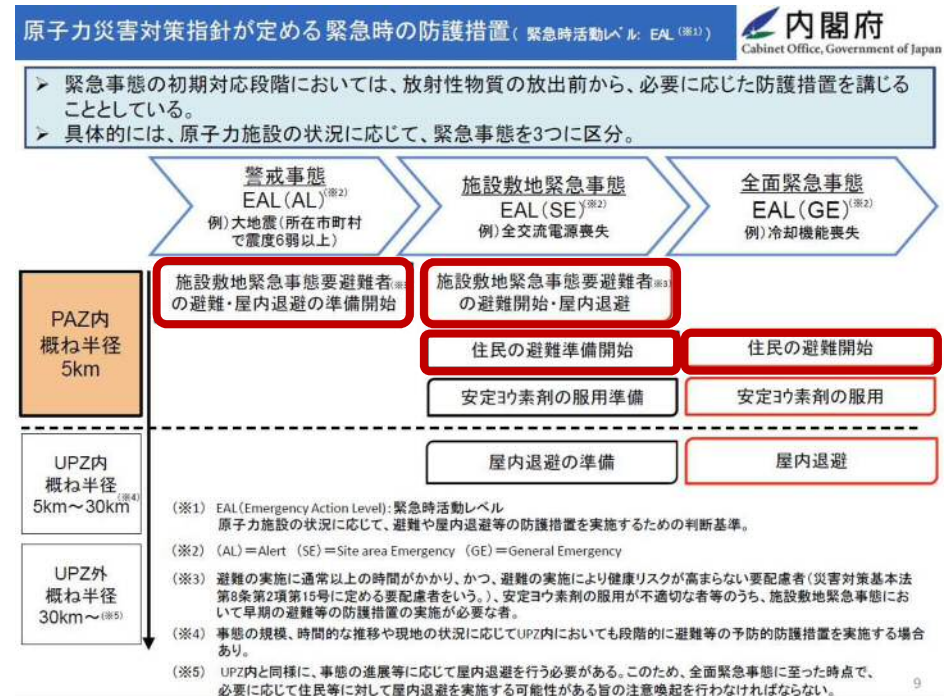 原子力災害対策指針が定める緊急時の防護措置( 緊急時活動レベル: EAL (※1) )
内閣府
Cabinet Office, Government of Japan
➢ 緊急事態の初期対応段階においては、放射性物質の放出前から、必要に応じた防護措置を講じる
こととしている。
➢ 具体的には、原子力施設の状況に応じて、緊急事態を3つに区分。
警戒事態
EAL(AL)(※2)
例)大地震(所在市町村
で震度6弱以上)
施設敷地緊急事態
EAL(SE)(※2)
例)全交流電源喪失
全面緊急事態
EAL(GE)(※2)
例)冷却機能喪失
PAZ内
概ね半径
5km
施設敷地緊急事態要避難者(※3)
の避難・屋内退避の準備開始
施設敷地緊急事態要避難者(※3)
の避難開始・屋内退避
住民の避難準備開始
住民の避難開始
安定ヨウ素剤の服用準備
安定ヨウ素剤の服用
UPZ内
概ね半径
5km～30km(※4)
屋内退避の準備
屋内退避
UPZ外
概ね半径
30km～(※5)
(※1) EAL(Emergency Action Level):緊急時活動レベル
原子力施設の状況に応じて、避難や屋内退避等の防護措置を実施するための判断基準。
(※2) (AL)=Alert (SE)=Site area Emergency (GE)=General Emergency
(※3) 避難の実施に通常以上の時間がかかり、かつ、避難の実施により健康リスクが高まらない要配慮者(災害対策基本法
第8条第2項第15号に定める要配慮者をいう。)、安定ヨウ素剤の服用が不適切な者等のうち、施設敷地緊急事態にお
いて早期の避難等の防護措置の実施が必要な者。
(※4) 事態の規模、時間的な推移や現地の状況に応じてUPZ内においても段階的に避難等の予防的防護措置を実施する場合
あり。
(※5) UPZ内と同様に、事態の進展等に応じて屋内退避を行う必要がある。このため、全面緊急事態に至った時点で、
必要に応じて住民等に対して屋内退避を実施する可能性がある旨の注意喚起を行わなければならない。
9